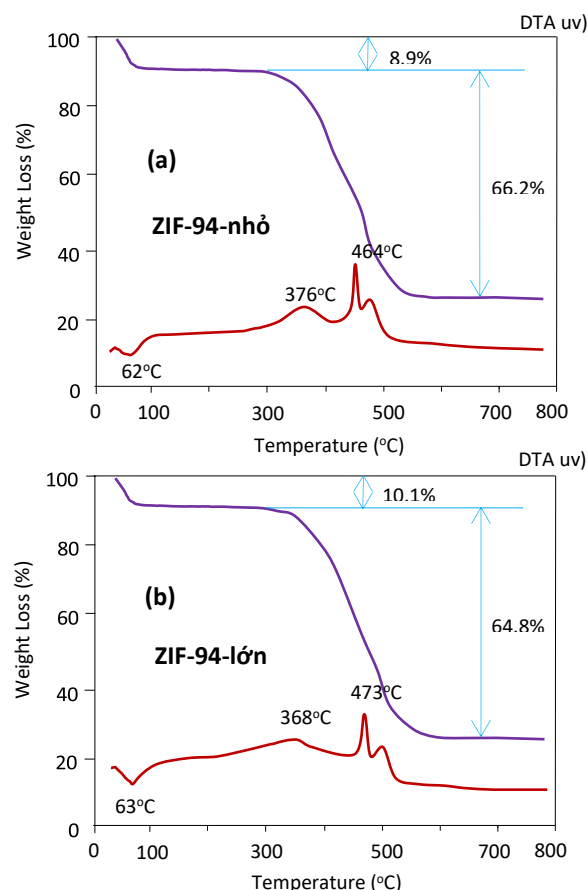 DTA uv)
100
8.9%
80
(a)
60
66.2%
ZIF-94-nhỏ
40
464°C
376°C
20
62°C
0
0 100 300 500 700 800
Weight Loss (%)
Temperature (°C)
DTA uv)
100
10.1%
80
(b)
60
64.8%
ZIF-94-lớn
40
473°C
368°C
20
63°C
0
0 100 300 500 700 800
Weight Loss (%)
Temperature (°C)